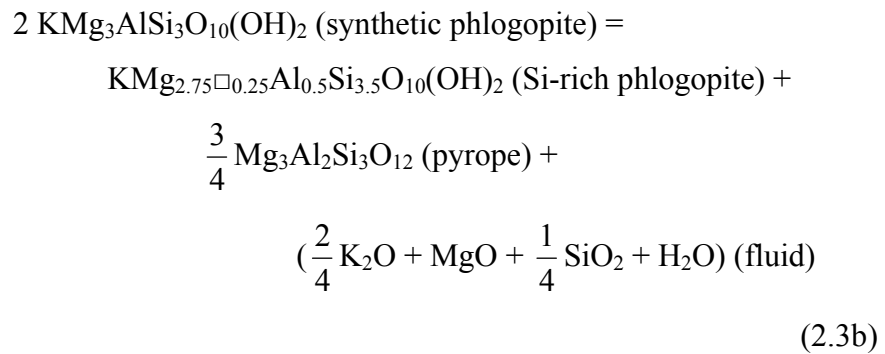 2 KMg₃AlSi₃O₁₀(OH)₂ (synthetic phlogopite) =
KMg₂.₇₅□₀.₂₅Al₀.₅Si₃.₅O₁₀(OH)₂ (Si-rich phlogopite) +
3/4 Mg₃Al₂Si₃O₁₂ (pyrope) +
(2/4 K₂O + MgO + 1/4 SiO₂ + H₂O) (fluid)
(2.3b)